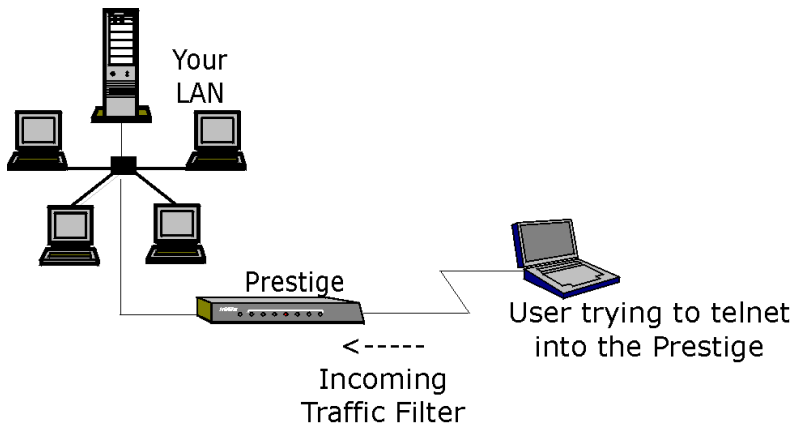 Your
LAN
Prestige
User trying to telnet
into the Prestige
<-----
Incoming
Traffic Filter